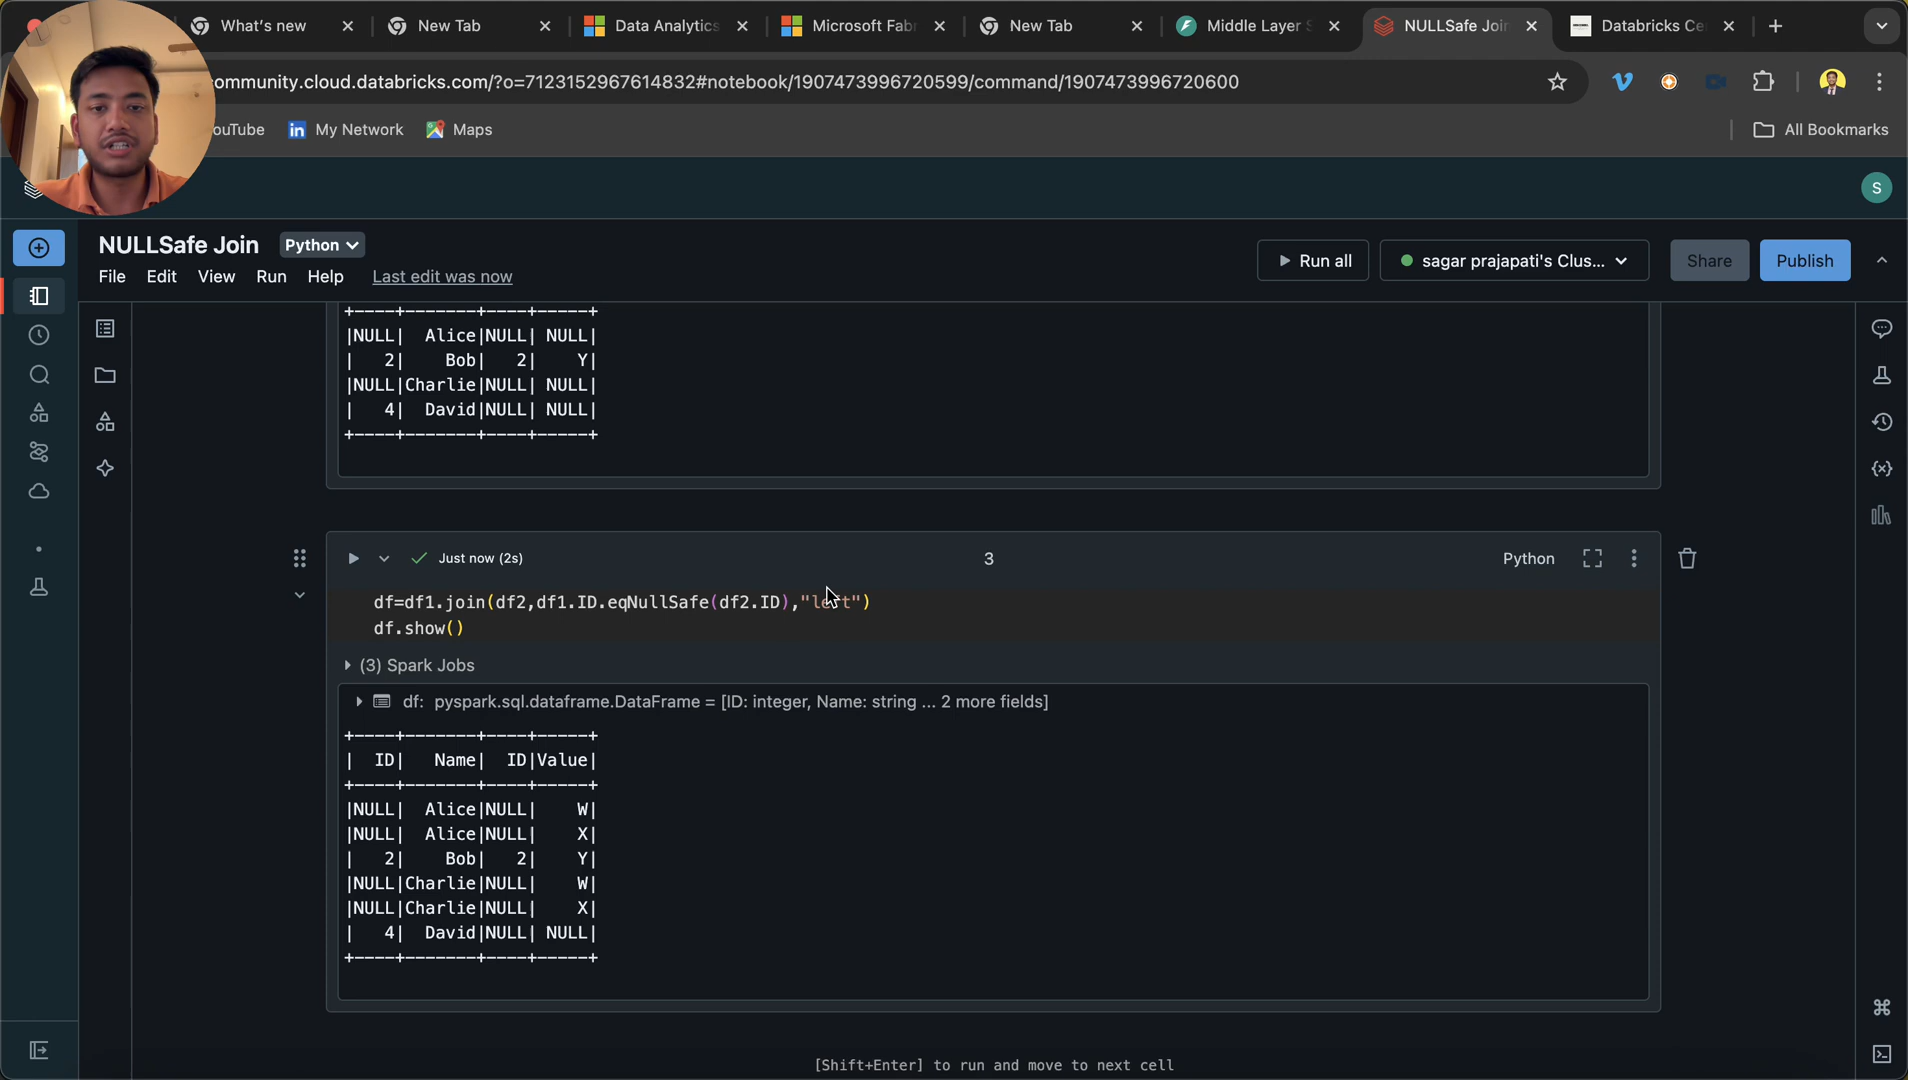 What's new
New Tab
Data Analytics
Microsoft Fab
New Tab
Middle Layer S
NULLSafe Join
Databricks Ce
ommunity.cloud.databricks.com/?o=7123152967614832#notebook/1907473996720599/command/1907473996720600
ouTube
My Network
Maps
All Bookmarks
S
NULLSafe Join
Python
File
Edit
View
Run
Help
Last edit was now
Run all
sagar prajapati's Clus...
Share
Publish
+----+-------+----+-----+
|NULL|  Alice|NULL| NULL|
|   2|    Bob|   2|    Y|
|NULL|Charlie|NULL| NULL|
|   4|  David|NULL| NULL|
+----+-------+----+-----+
Just now (2s)
3
Python
df=df1.join(df2,df1.ID.eqNullSafe(df2.ID),"left")
df.show()
(3) Spark Jobs
df: pyspark.sql.dataframe.DataFrame = [ID: integer, Name: string ... 2 more fields]
+----+-------+----+-----+
|  ID|   Name|  ID|Value|
+----+-------+----+-----+
|NULL|  Alice|NULL|    W|
|NULL|  Alice|NULL|    X|
|   2|    Bob|   2|    Y|
|NULL|Charlie|NULL|    W|
|NULL|Charlie|NULL|    X|
|   4|  David|NULL| NULL|
+----+-------+----+-----+
[Shift+Enter] to run and move to next cell